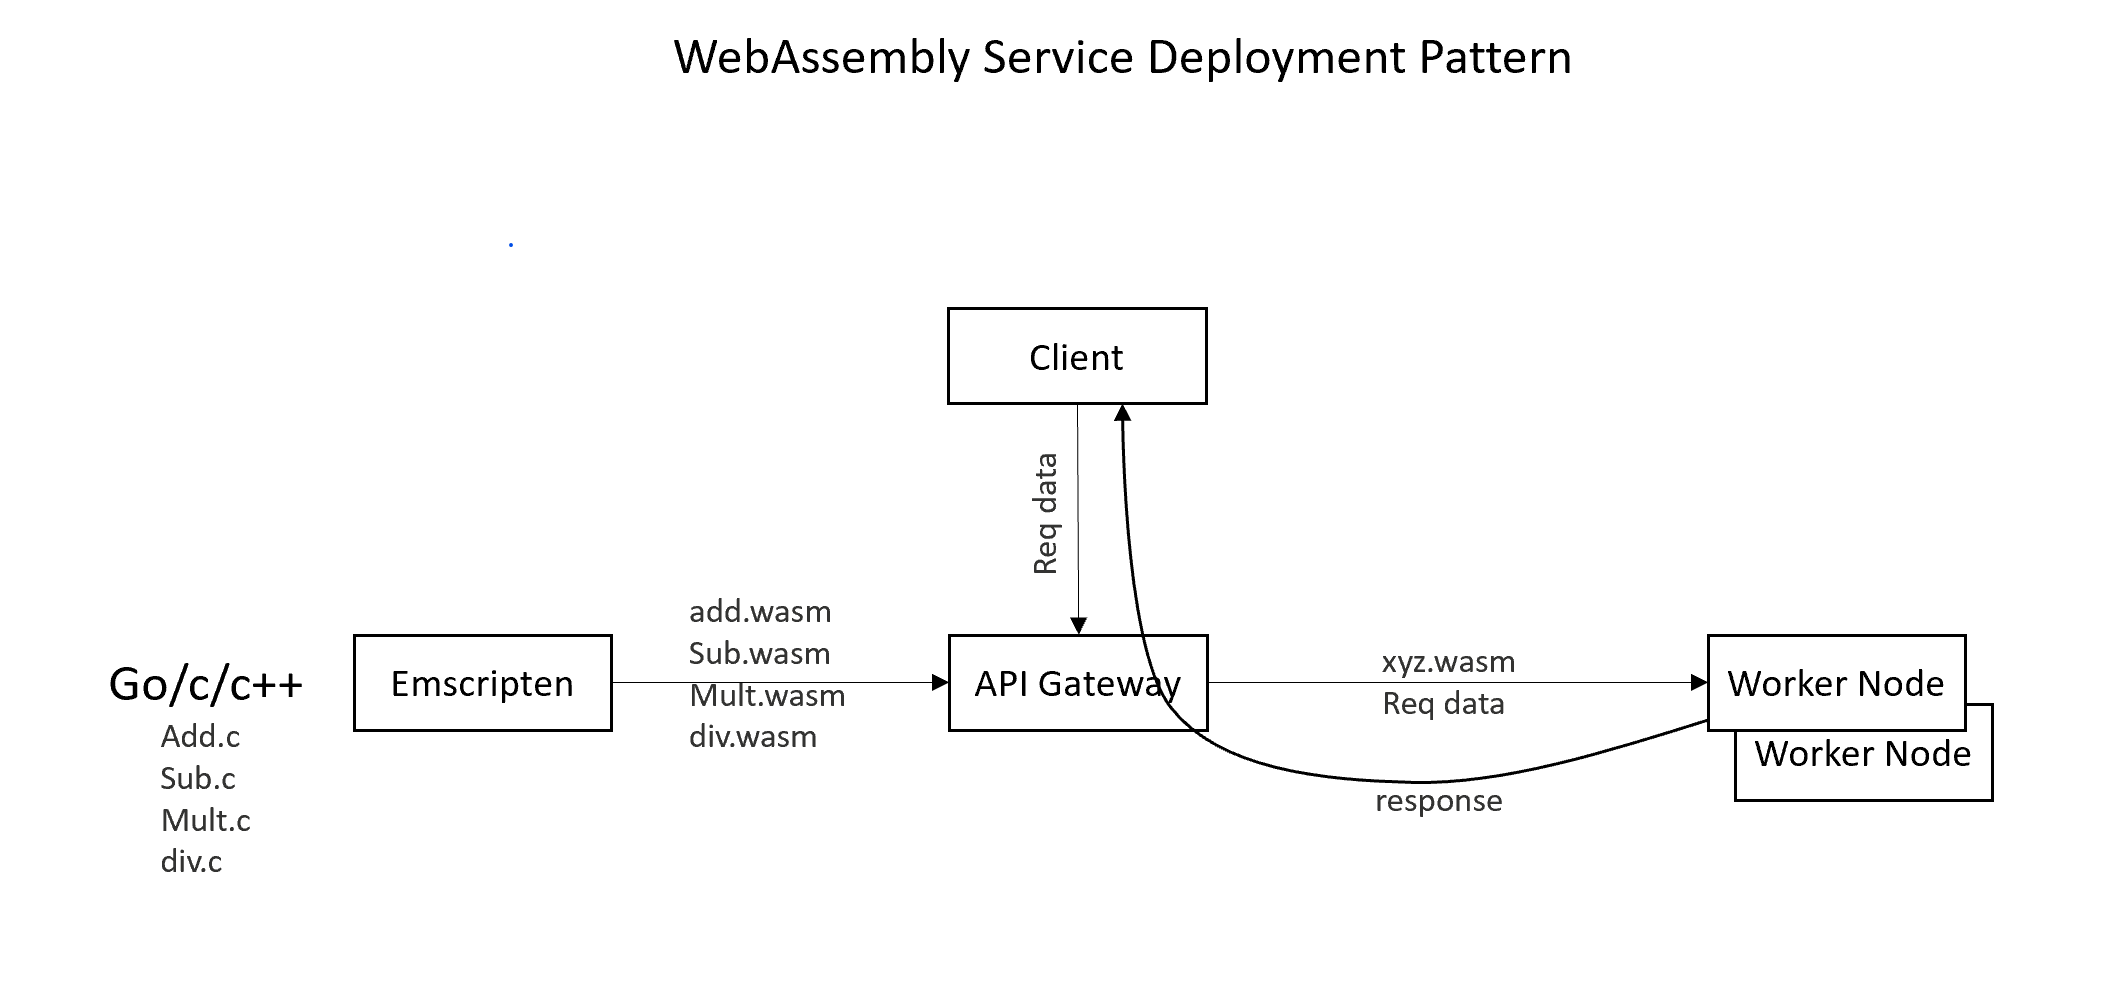 WebAssembly Service Deployment Pattern
Client
Req data
Go/c/c++
Add.c
Sub.c
Mult.c
div.c
Emscripten
add.wasm
Sub.wasm
Mult.wasm
div.wasm
API Gateway
xyz.wasm
Req data
response
Worker Node
Worker Node